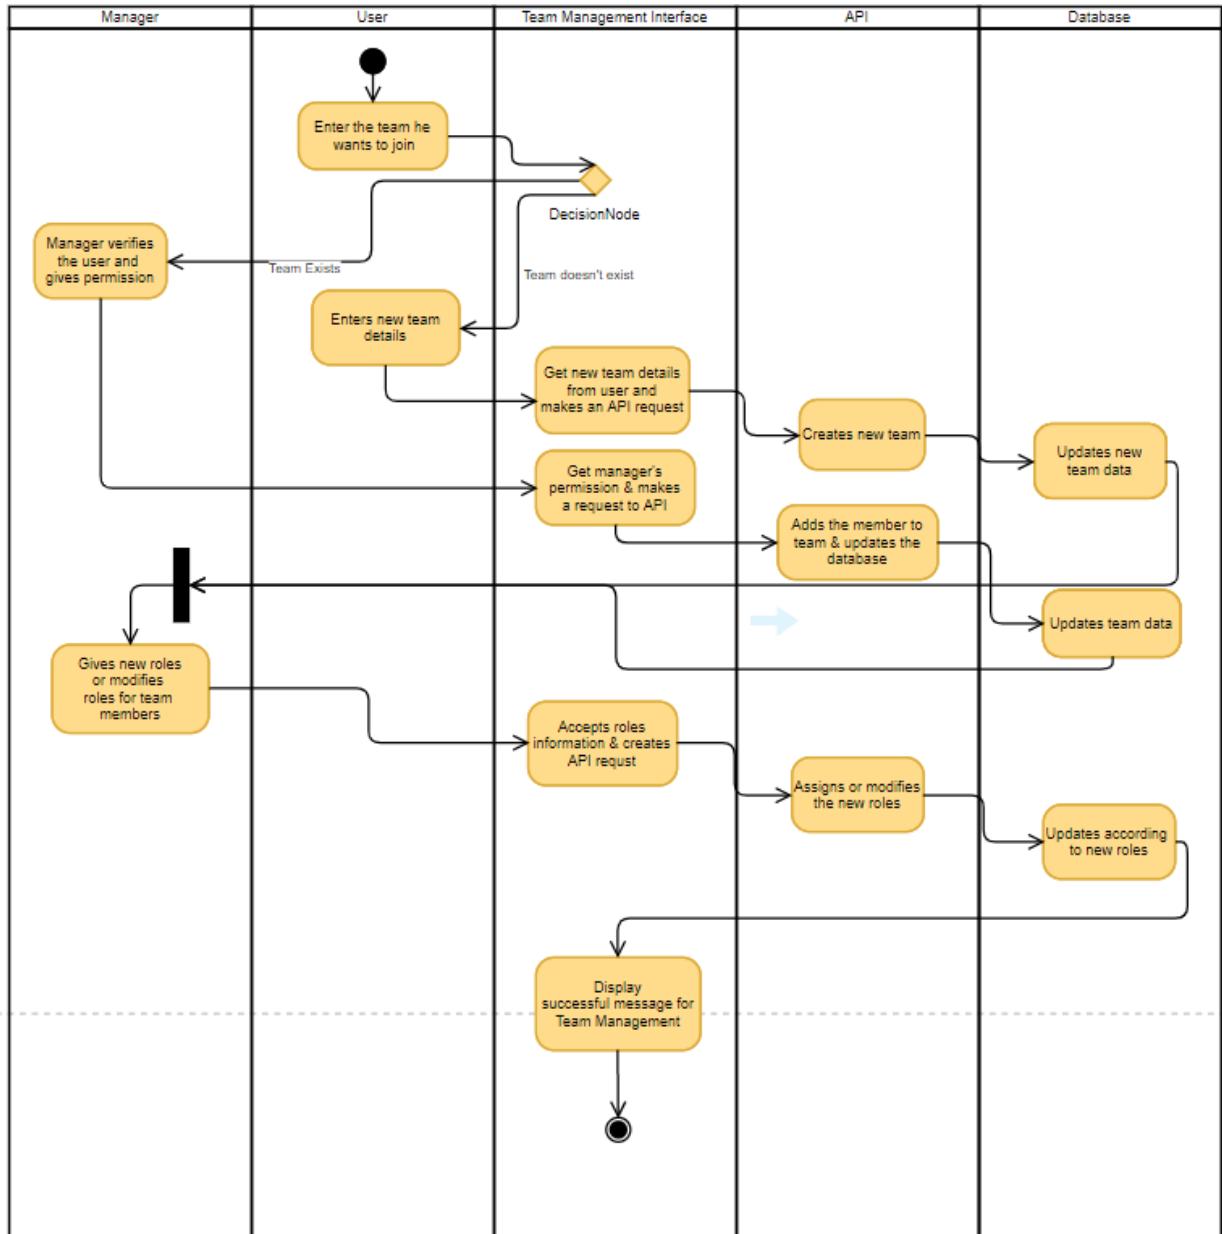 Manager
User
Team Management Interface
API
Database
Enter the team he
wants to join
DecisionNode
Manager verifies
the user and
gives permission
Team Exists
Team doesn't exist
Enters new team
details
Get new team details
from user and
makes an API request
Creates new team
Updates new
team data
Get manager's
permission & makes
a request to API
Adds the member to
team & updates the
database
Updates team data
Gives new roles
or modifies
roles for team
members
Accepts roles
information & creates
API requst
Assigns or modifies
the new roles
Updates according
to new roles
Display
successful message for
Team Management